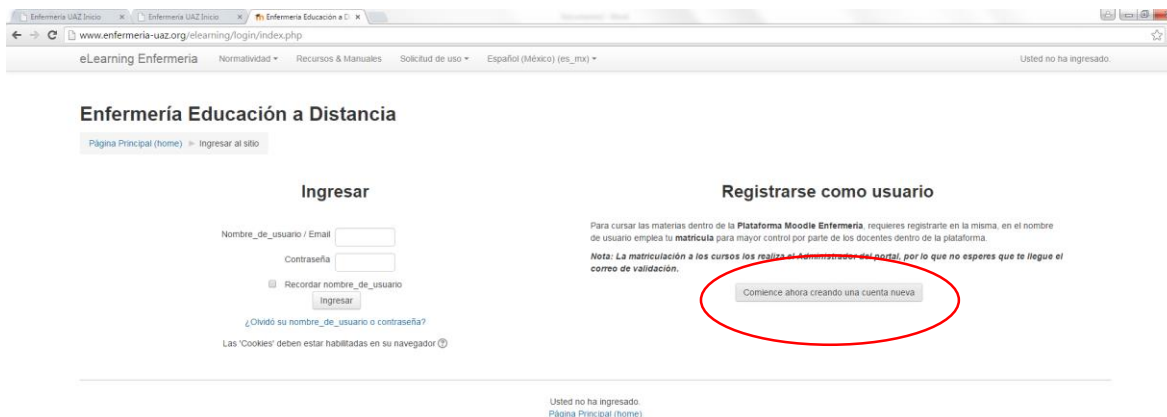 Enfermeria UAZ Inicio
Enfermeria UAZ Inicio
Enfermeria Educación a D
www.enfermeria-uaz.org/elearning/login/index.php
eLearning Enfermeria Normatividad Recursos & Manuales Solicitud de uso Español (México) (es_mx) Usted no ha ingresado.
Enfermería Educación a Distancia
Página Principal (home) Ingresar al sitio
Ingresar
Nombre_de_usuario / Email
Contraseña
Recordar nombre_de_usuario
Ingresar
¿Olvidó su nombre_de_usuario o contraseña?
Las 'Cookies' deben estar habilitadas en su navegador
Registrarse como usuario
Para cursar las materias dentro de la Plataforma Moodle Enfermeria, requieres registrarte en la misma, en el nombre
de usuario emplea tu matrícula para mayor control por parte de los docentes dentro de la plataforma.
Nota: La matriculación a los cursos los realiza el Administrador del portal, por lo que no esperes que te llegue el
correo de validación.
Comience ahora creando una cuenta nueva
Usted no ha ingresado.
Página Principal (home)